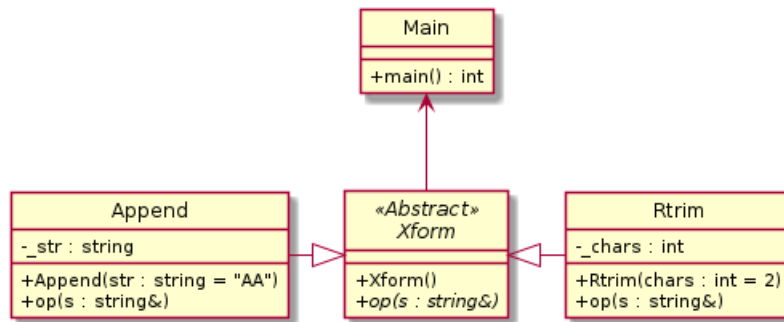 Main
+main() : int
Append
-_str : string
+Append(str : string = "AA")
+op(s : string&)
«Abstract»
Xform
+Xform()
+op(s : string&)
Rtrim
-_chars : int
+Rtrim(chars : int = 2)
+op(s : string&)